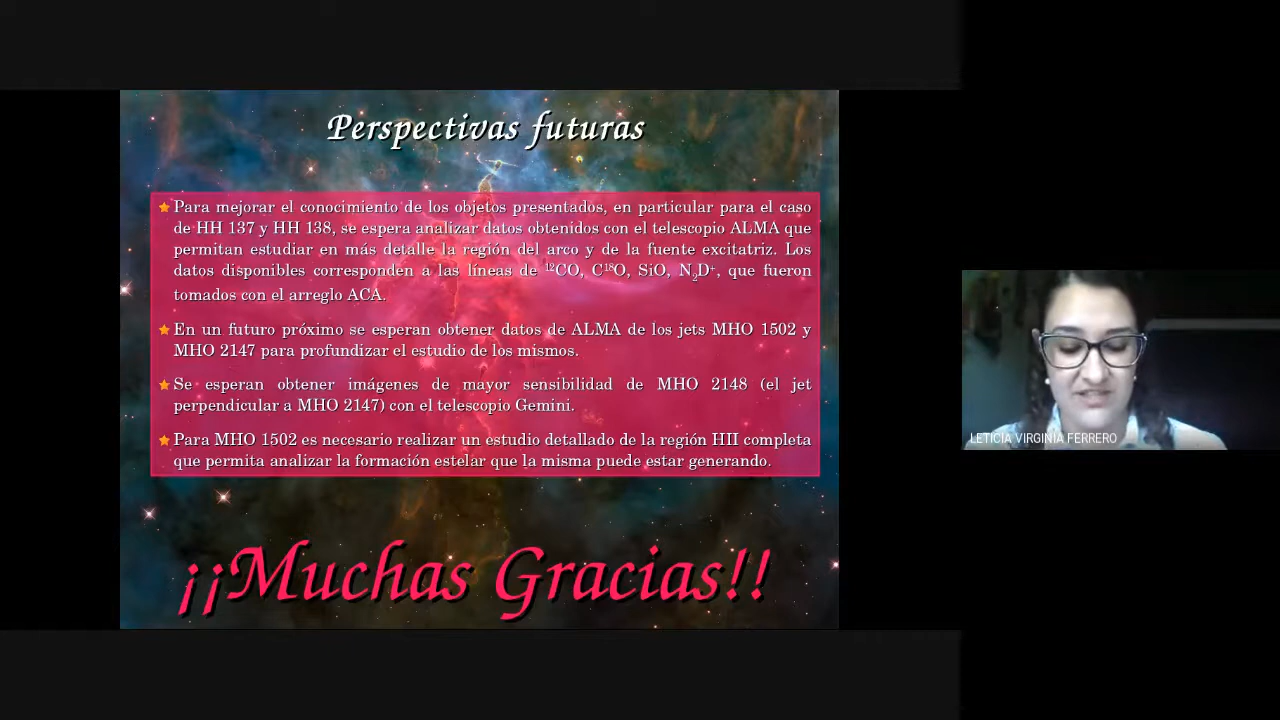 Perspectivas futuras
Para mejorar el conocimiento de los objetos presentados, en particular para el caso
de HH 137 y HH 138, se espera analizar datos obtenidos con el telescopio ALMA que
permitan estudiar en más detalle la región del arco y de la fuente excitatriz. Los
datos disponibles corresponden a las líneas de ¹²CO, C¹⁸O, SiO, N₂D⁺, que fueron
tomados con el arreglo ACA.
En un futuro próximo se esperan obtener datos de ALMA de los jets MHO 1502 y
MHO 2147 para profundizar el estudio de los mismos.
Se esperan obtener imágenes de mayor sensibilidad de MHO 2148 (el jet
perpendicular a MHO 2147) con el telescopio Gemini.
Para MHO 1502 es necesario realizar un estudio detallado de la región HII completa
que permita analizar la formación estelar que la misma puede estar generando.
¡¡Muchas Gracias!!
LETICIA VIRGINIA FERRERO